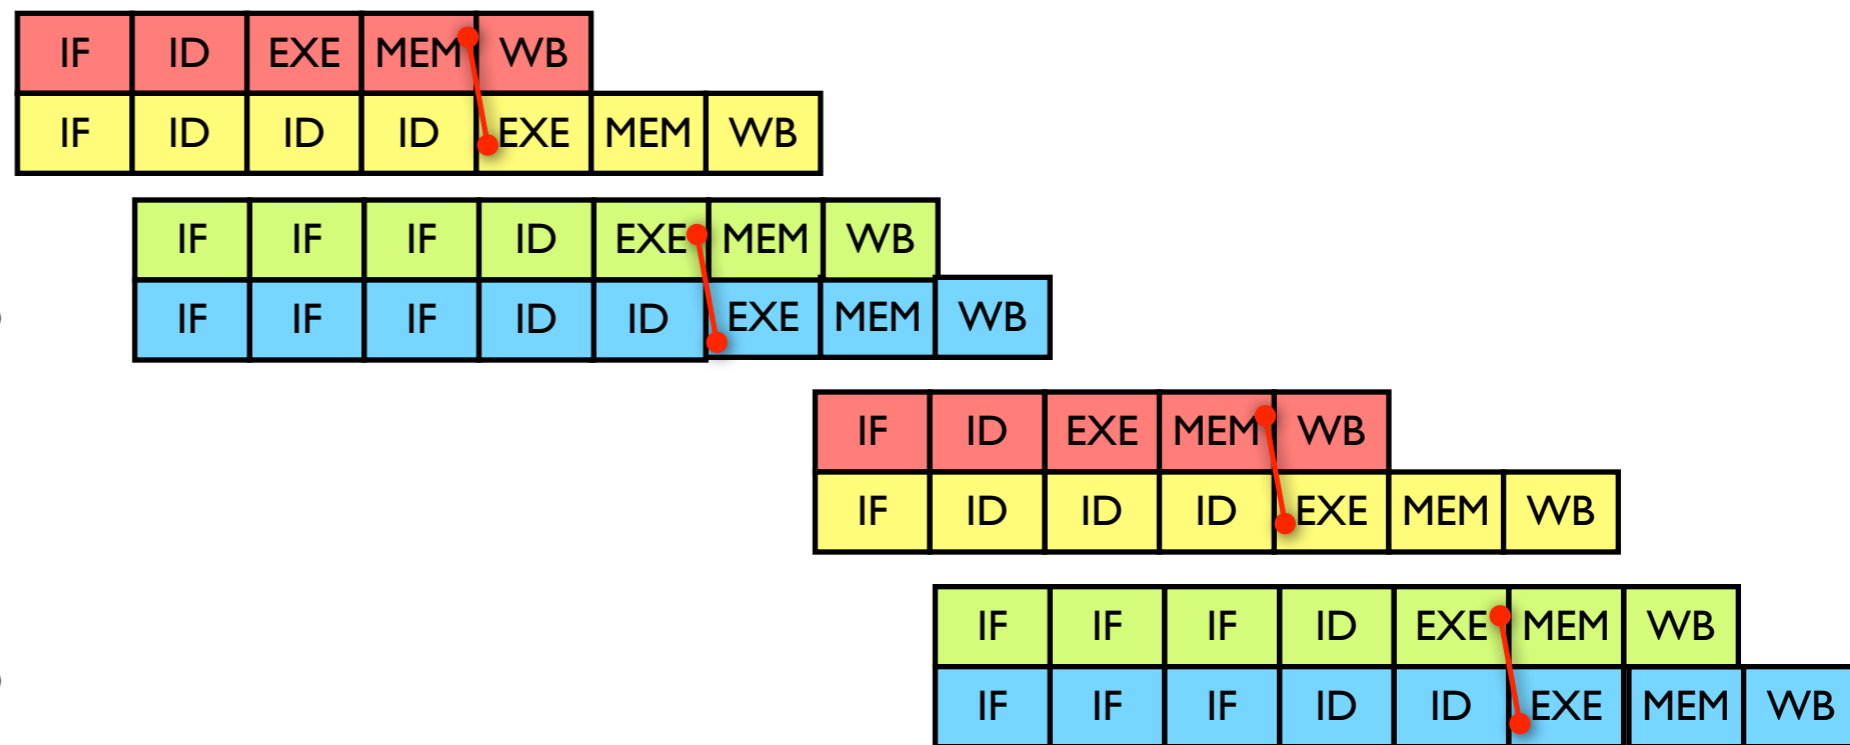 IF ID EXE MEM WB
IF ID ID ID EXE MEM WB
IF IF IF ID EXE MEM WB
IF IF IF ID ID EXE MEM WB
IF ID EXE MEM WB
IF ID ID ID EXE MEM WB
IF IF IF ID EXE MEM WB
IF IF IF ID ID EXE MEM WB